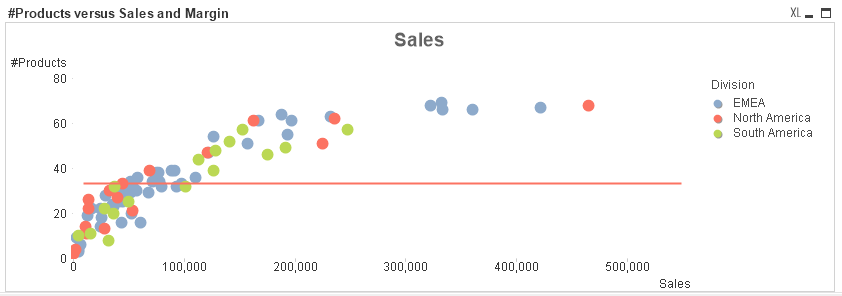 #Products versus Sales and Margin
XL
Sales
#Products
80
60
40
20
0
0
100,000
200,000
300,000
400,000
500,000
Sales
Division
EMEA
North America
South America